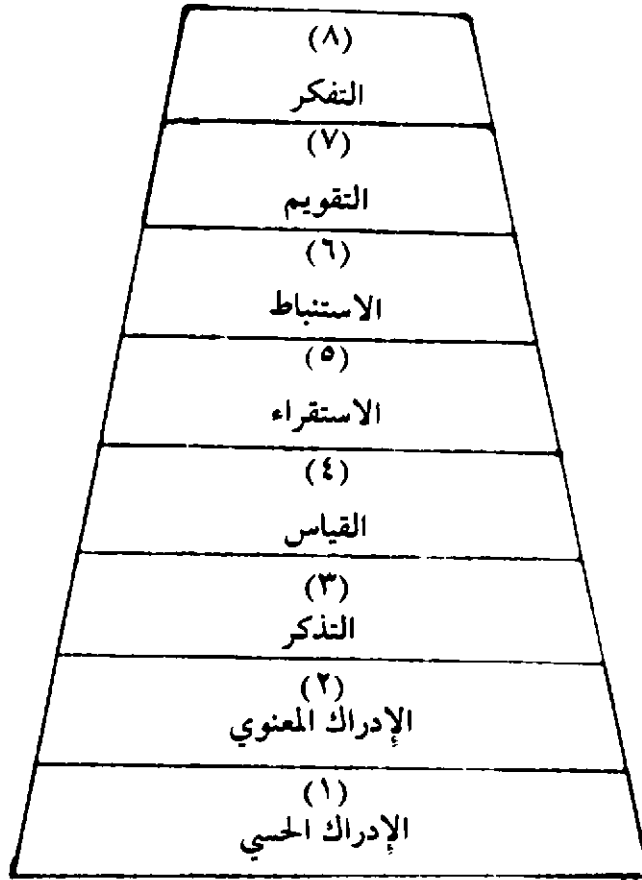 (٨)
التفكر
(٧)
التقويم
(٦)
الاستنباط
(٥)
الاستقراء
(٤)
القياس
(٣)
التذكر
(٢)
الإدراك المعنوي
(١)
الإدراك الحسي